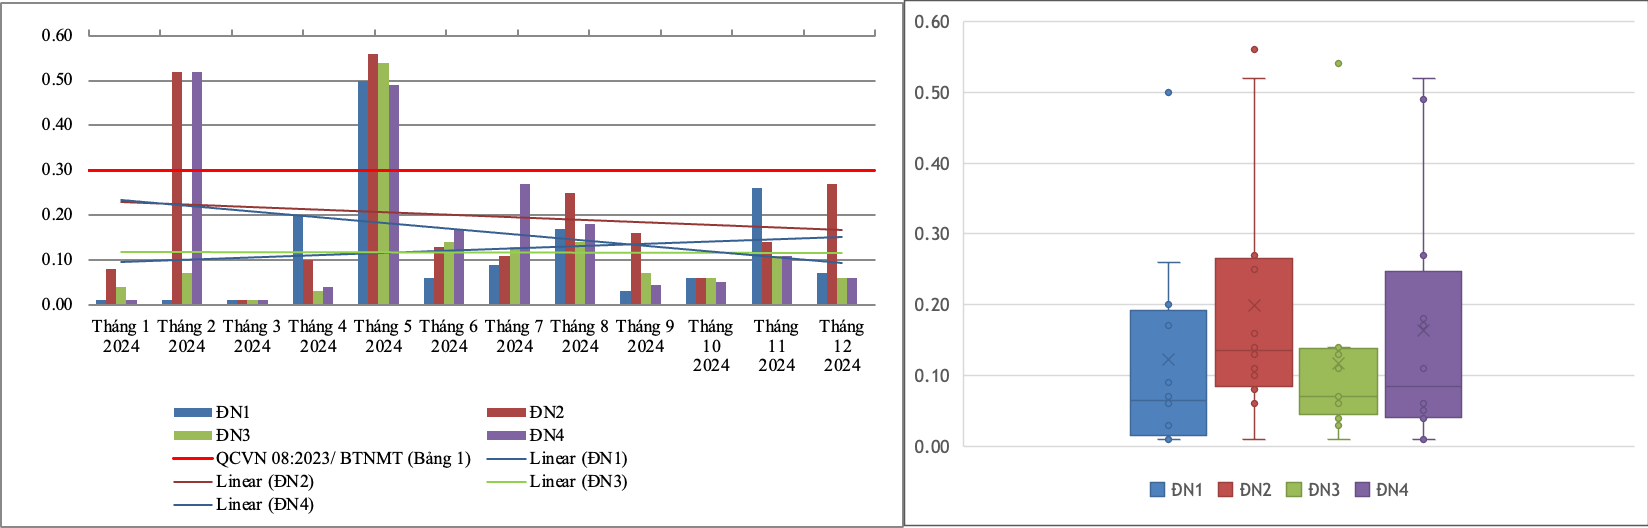 0.60
0.50
0.40
0.30
0.20
0.10
0.00
Tháng 1 Tháng 2 Tháng 3 Tháng 4 Tháng 5 Tháng 6 Tháng 7 Tháng 8 Tháng 9 Tháng Tháng Tháng
2024 2024 2024 2024 2024 2024 2024 2024 2024 10 11 12
2024 2024 2024
ĐN1 ĐN2
ĐN3 ĐN4
QCVN 08:2023/ BTNMT (Bảng 1) Linear (ĐN1)
Linear (ĐN2) Linear (ĐN3)
Linear (ĐN4)
0.60
0.50
0.40
0.30
0.20
0.10
0.00
ĐN1 ĐN2 ĐN3 ĐN4